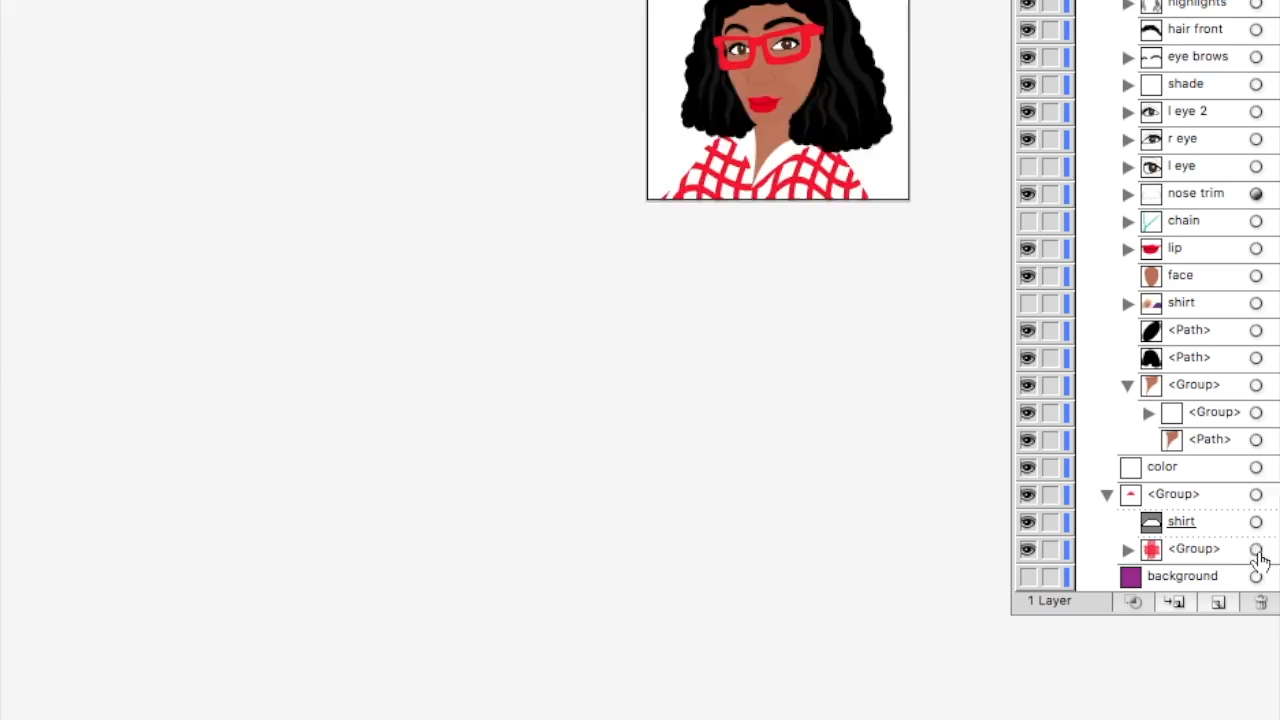 highlights
hair front
eye brows
shade
l eye 2
r eye
l eye
nose trim
chain
lip
face
shirt
<Path>
<Path>
<Group>
<Group>
<Path>
color
<Group>
shirt
<Group>
background
1 Layer